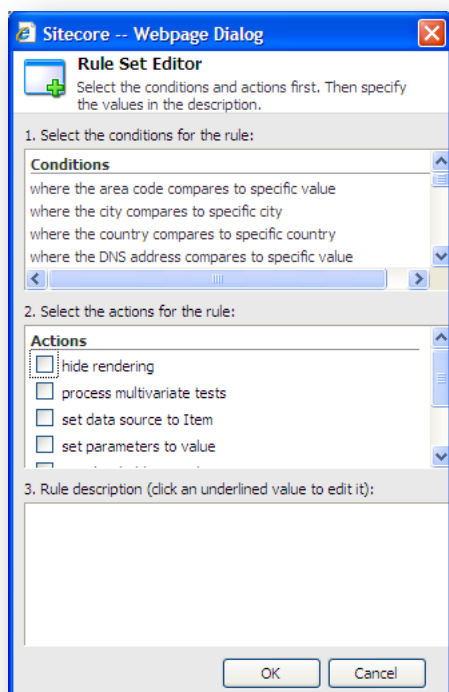 Sitecore -- Webpage Dialog
Rule Set Editor
Select the conditions and actions first. Then specify
the values in the description.
1. Select the conditions for the rule:
Conditions
where the area code compares to specific value
where the city compares to specific city
where the country compares to specific country
where the DNS address compares to specific value
2. Select the actions for the rule:
Actions
hide rendering
process multivariate tests
set data source to Item
set parameters to value
3. Rule description (click an underlined value to edit it):
OK
Cancel